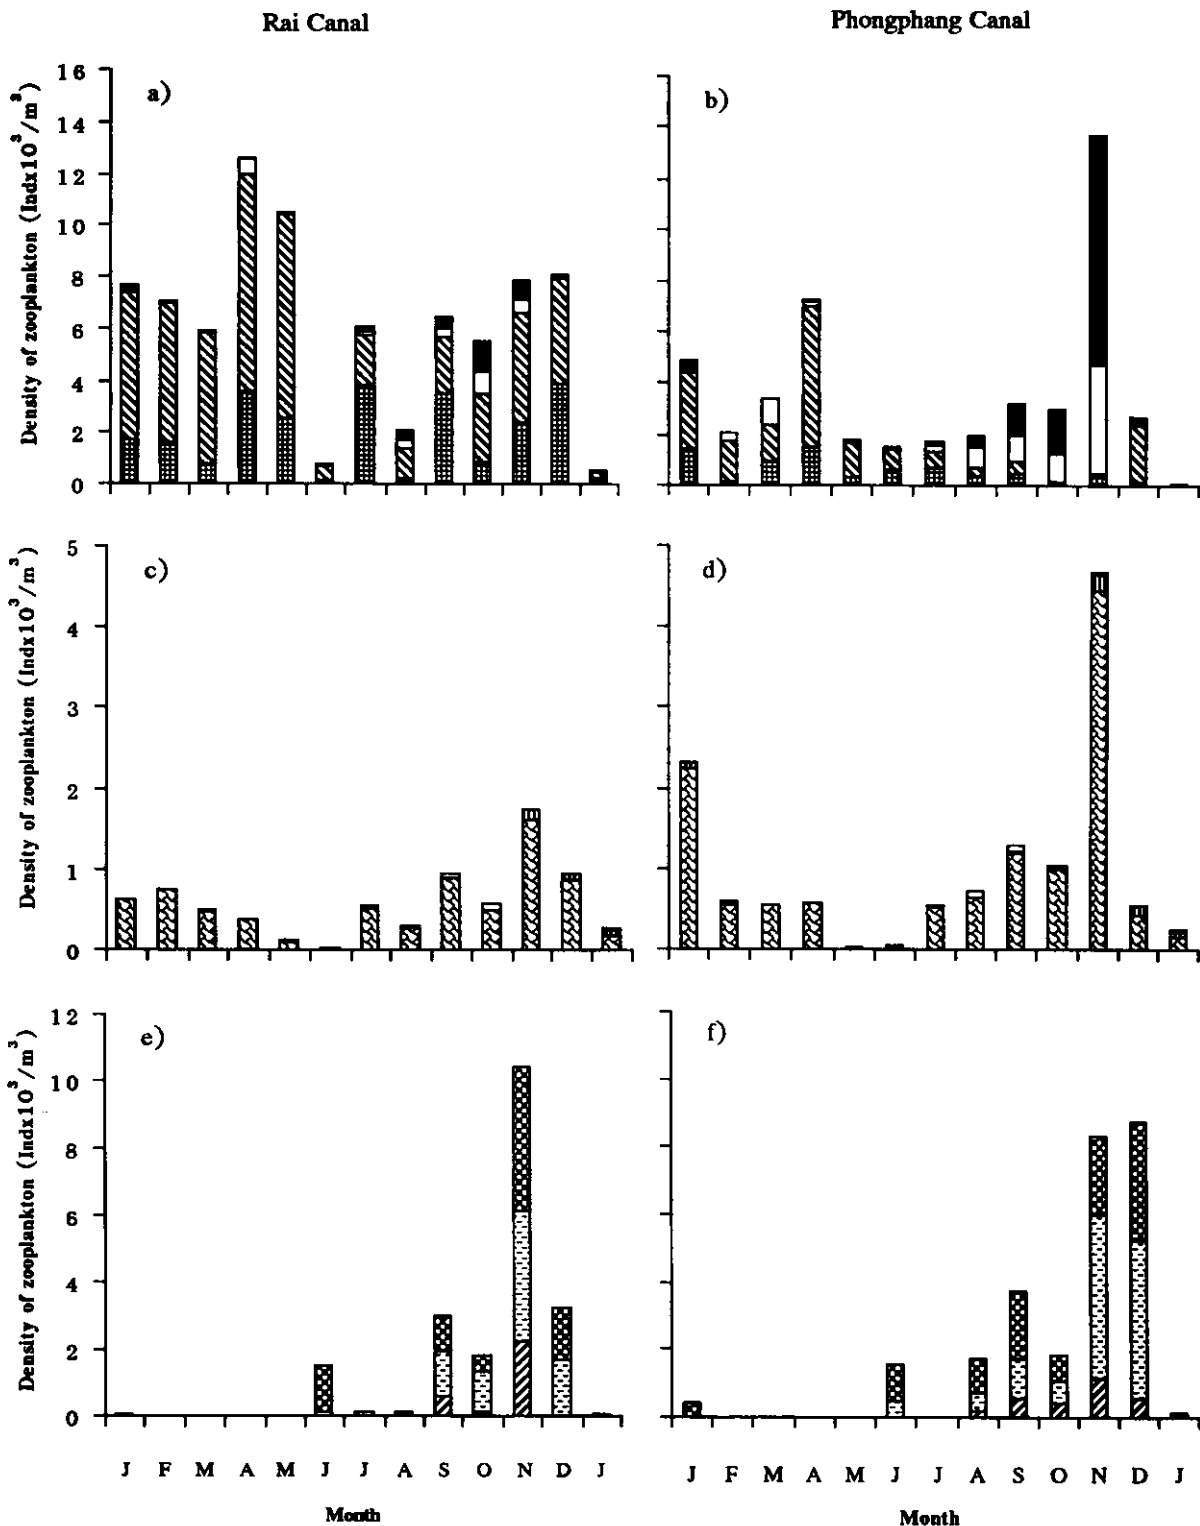 Rai Canal
Phongphang Canal
a)
b)
Density of zooplankton (Indx10³/m³)
16
14
12
10
8
6
4
2
0
c)
d)
Density of zooplankton (Indx10³/m³)
5
4
3
2
1
0
e)
f)
Density of zooplankton (Indx10³/m³)
12
10
8
6
4
2
0
J F M A M J J A S O N D J
J F M A M J J A S O N D J
Month
Month